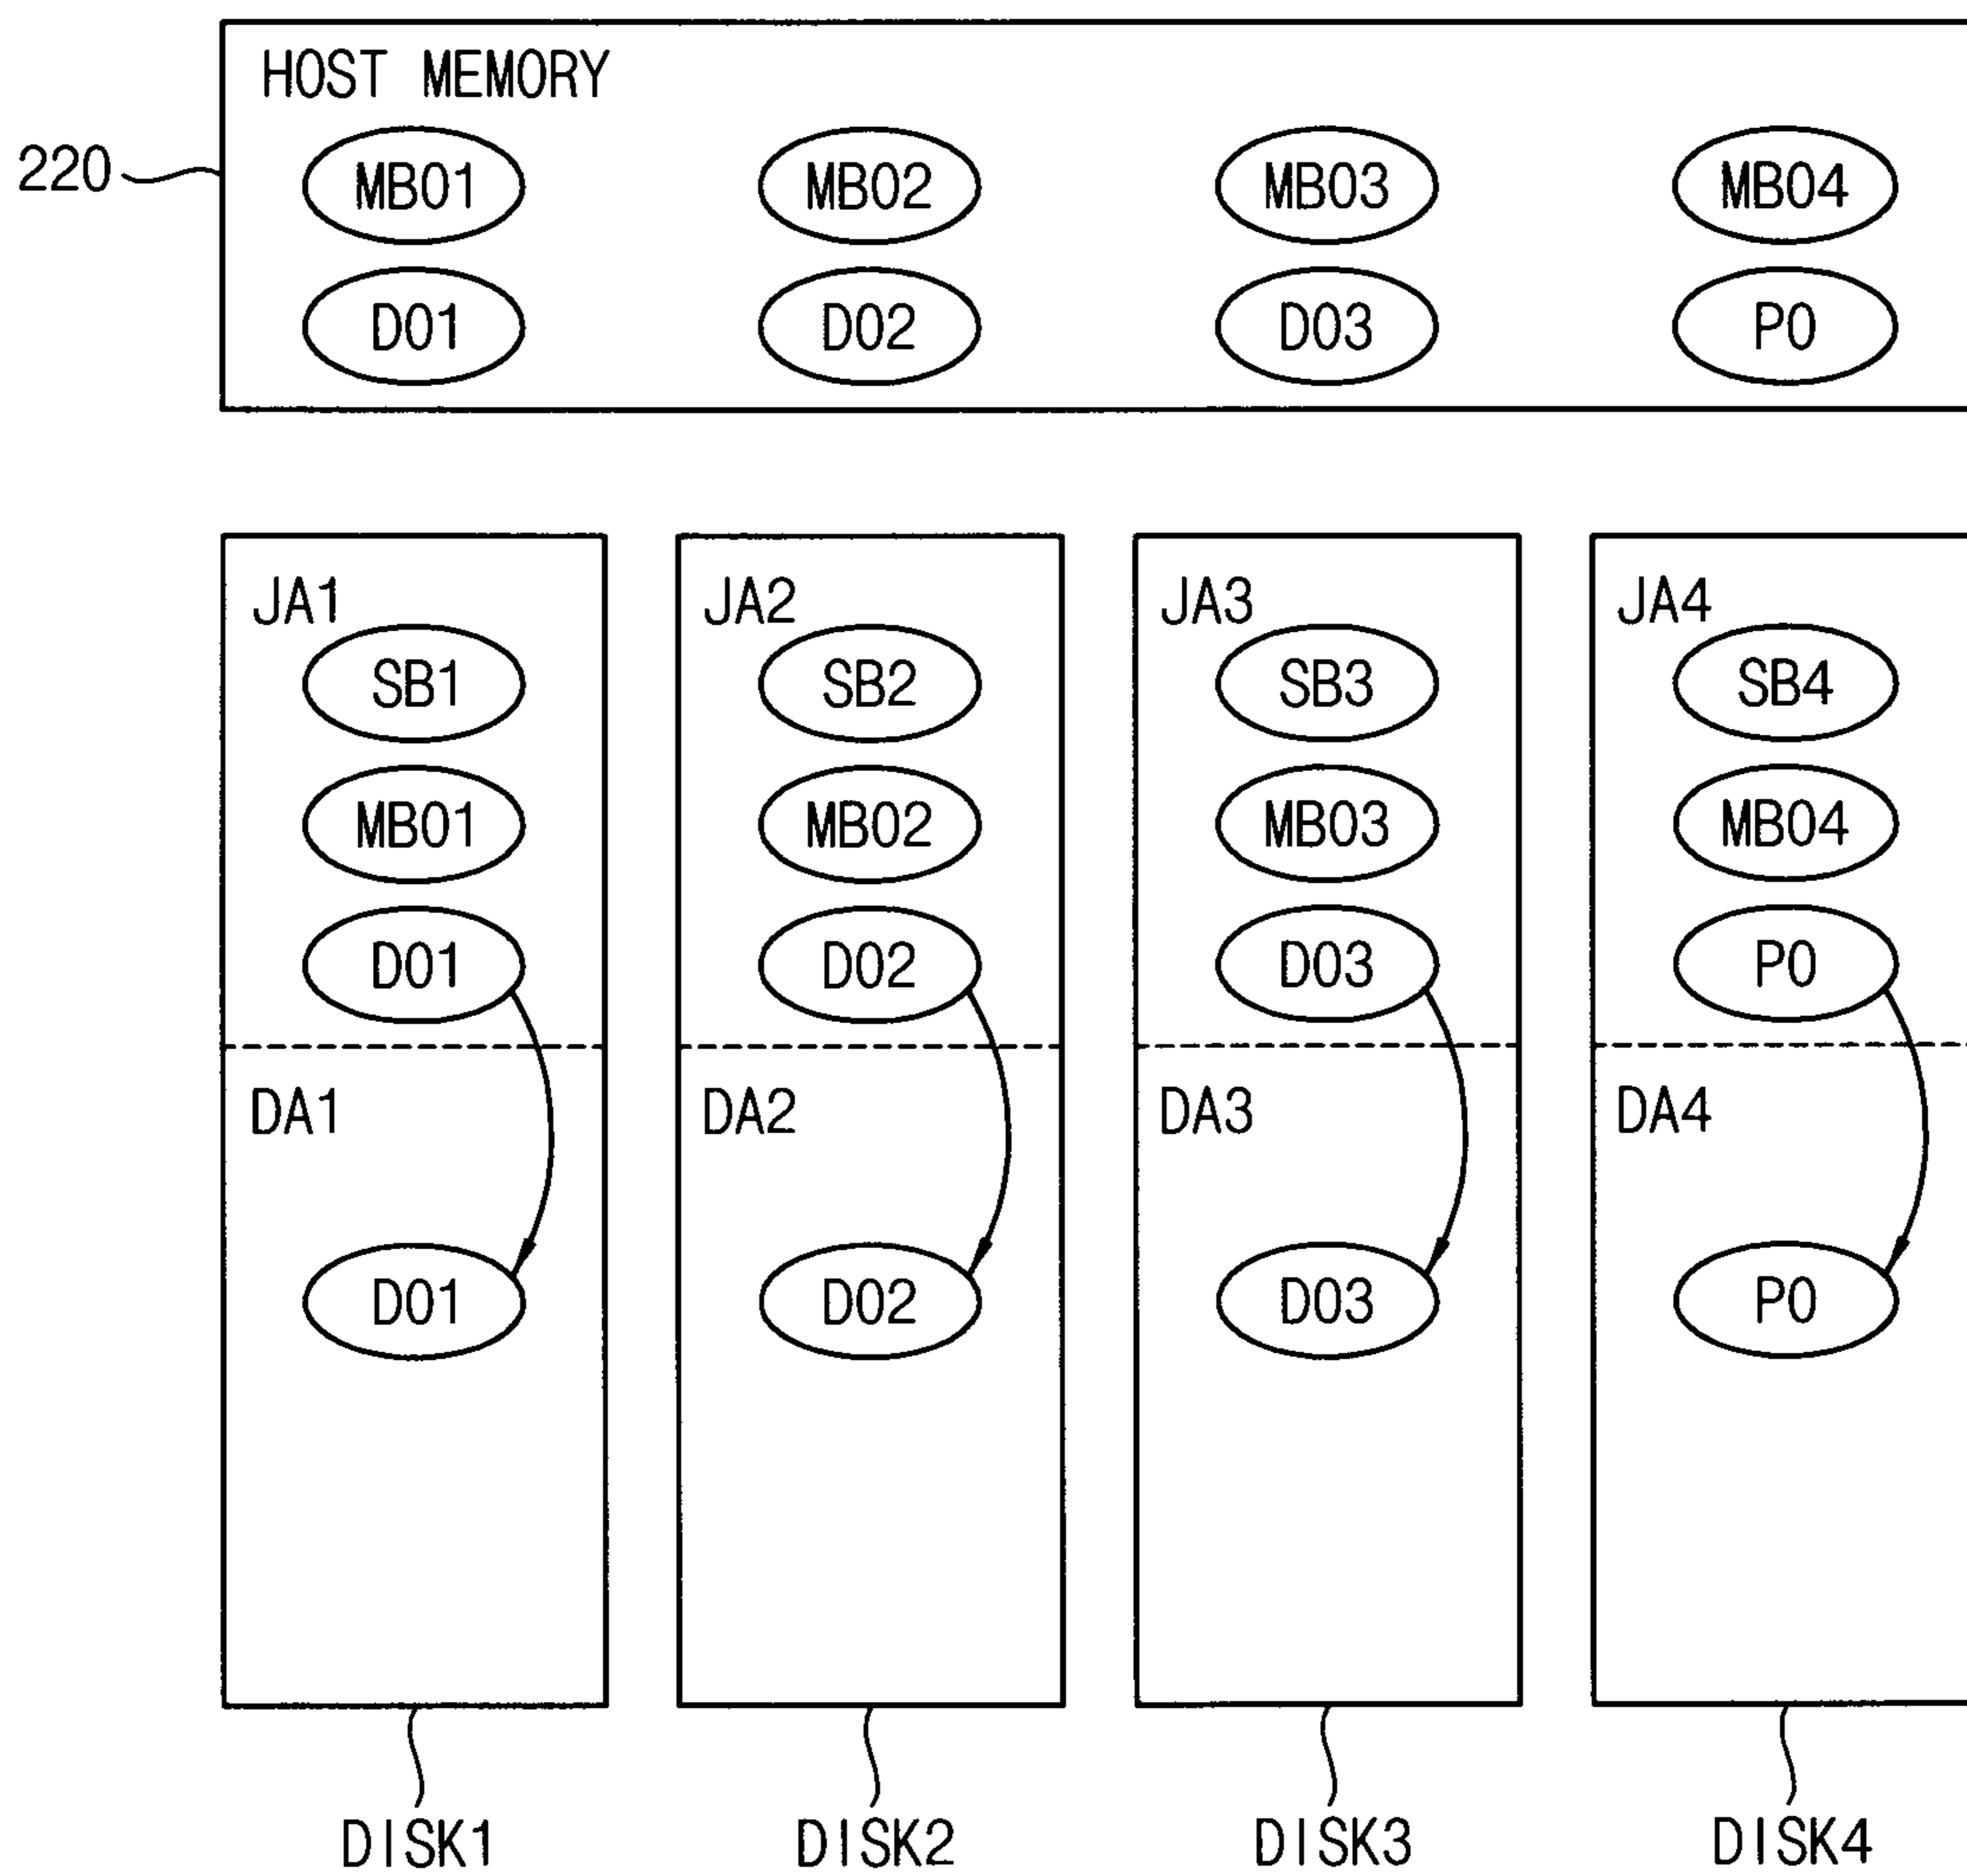 HOST MEMORY
220
MB01 MB02 MB03 MB04
D01 D02 D03 P0
JA1 JA2 JA3 JA4
SB1 SB2 SB3 SB4
MB01 MB02 MB03 MB04
D01 D02 D03 P0
DA1 DA2 DA3 DA4
D01 D02 D03 P0
DISK1 DISK2 DISK3 DISK4